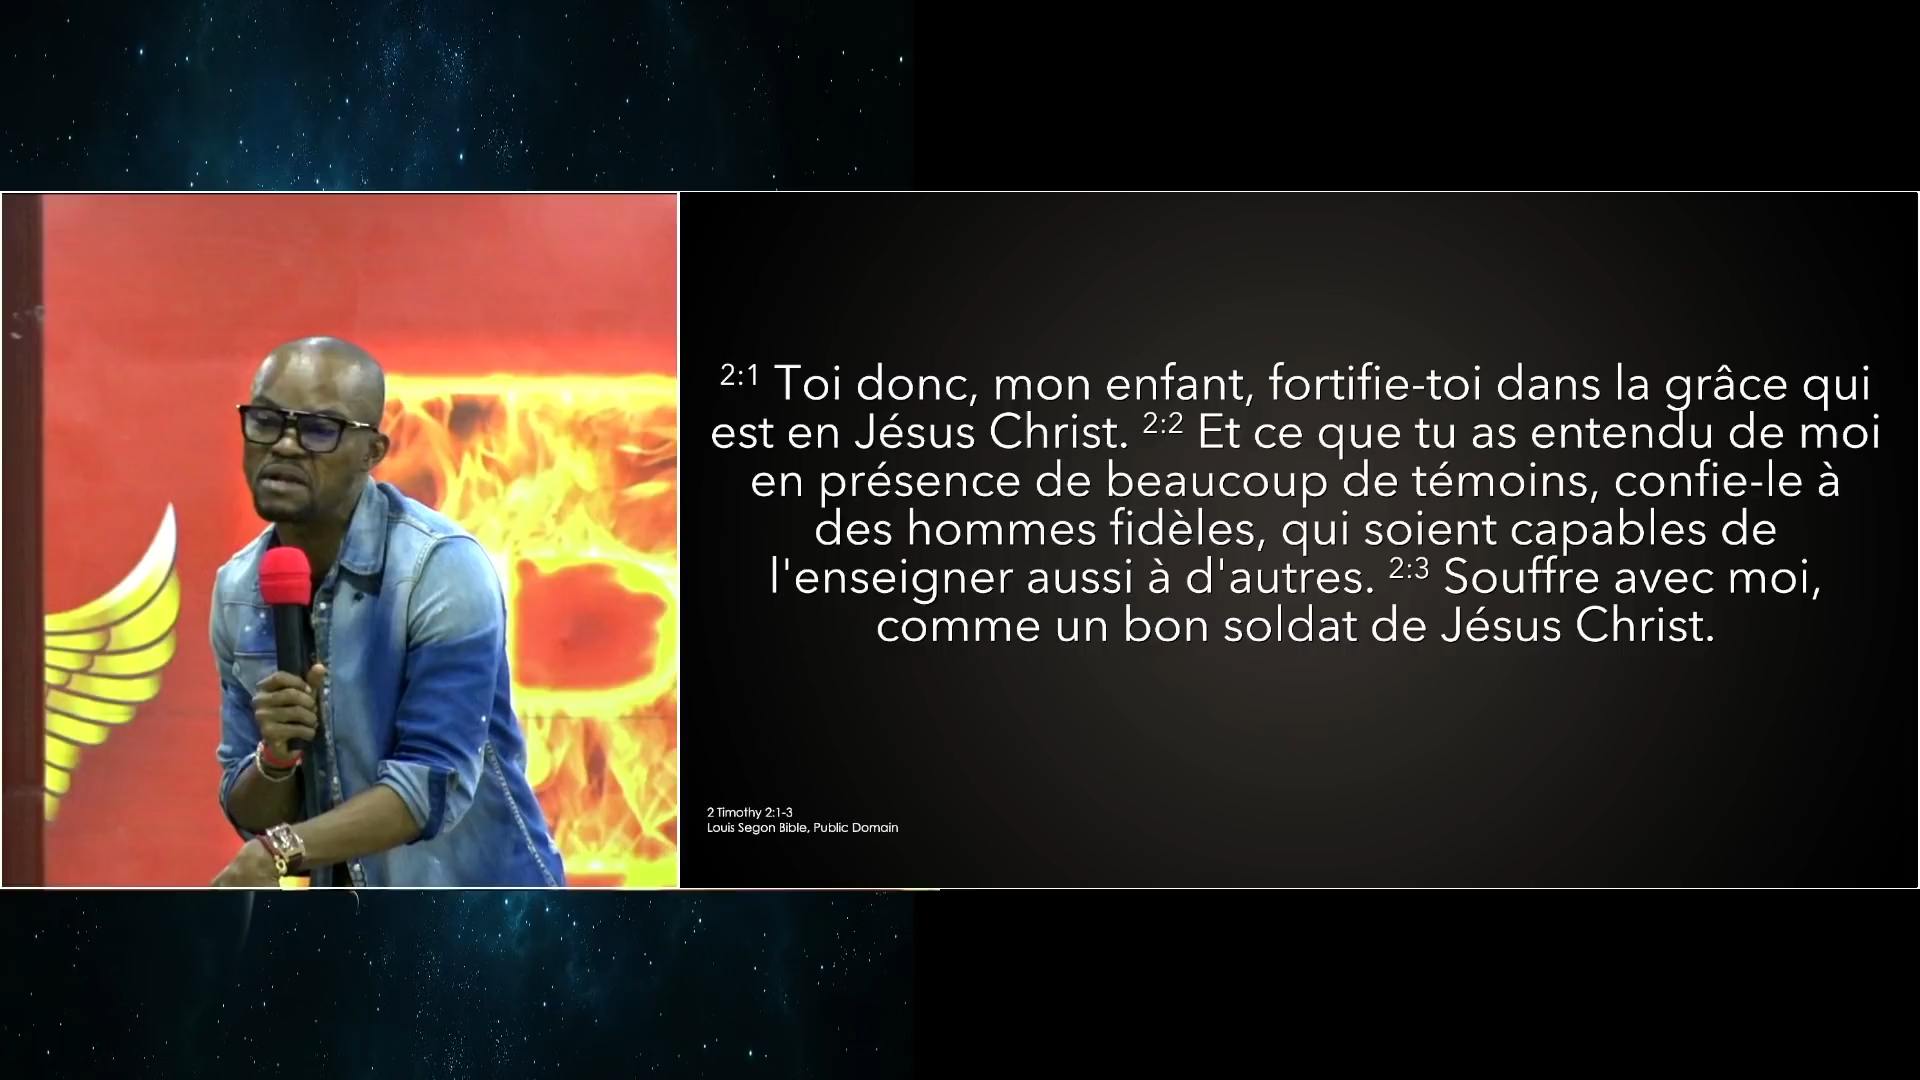 2:1 Toi donc, mon enfant, fortifie-toi dans la grâce qui
est en Jésus Christ. 2:2 Et ce que tu as entendu de moi
en présence de beaucoup de témoins, confie-le à
des hommes fidèles, qui soient capables de
l'enseigner aussi à d'autres. 2:3 Souffre avec moi,
comme un bon soldat de Jésus Christ.
2 Timothy 2:1-3
Louis Segon Bible, Public Domain